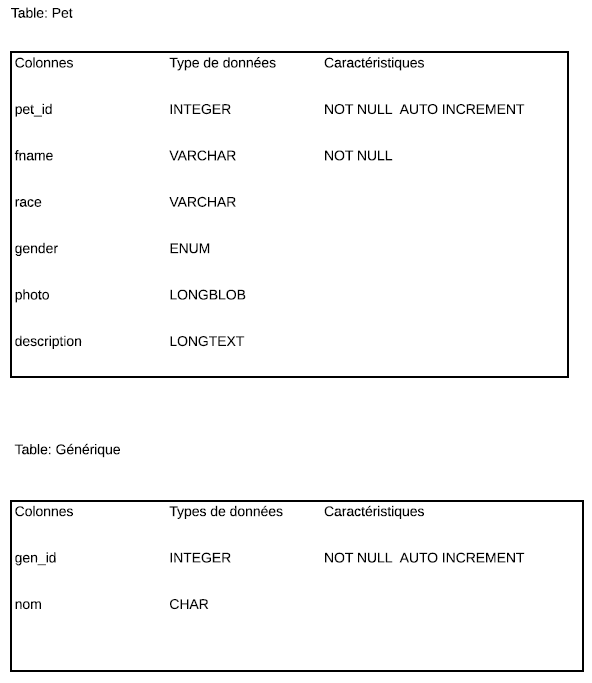 Table: Pet
Colonnes Type de données Caractéristiques
pet_id INTEGER NOT NULL  AUTO INCREMENT
fname VARCHAR NOT NULL
race VARCHAR
gender ENUM
photo LONGBLOB
description LONGTEXT
Table: Générique
Colonnes Types de données Caractéristiques
gen_id INTEGER NOT NULL  AUTO INCREMENT
nom CHAR